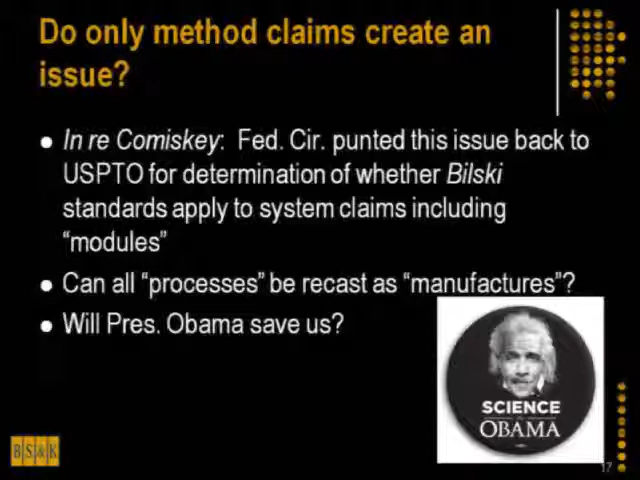 Do only method claims create an
issue?
● In re Comiskey: Fed. Cir. punted this issue back to
USPTO for determination of whether Bilski
standards apply to system claims including
“modules”
● Can all “processes” be recast as “manufactures”?
● Will Pres. Obama save us?
SCIENCE
OBAMA
BS&K
17